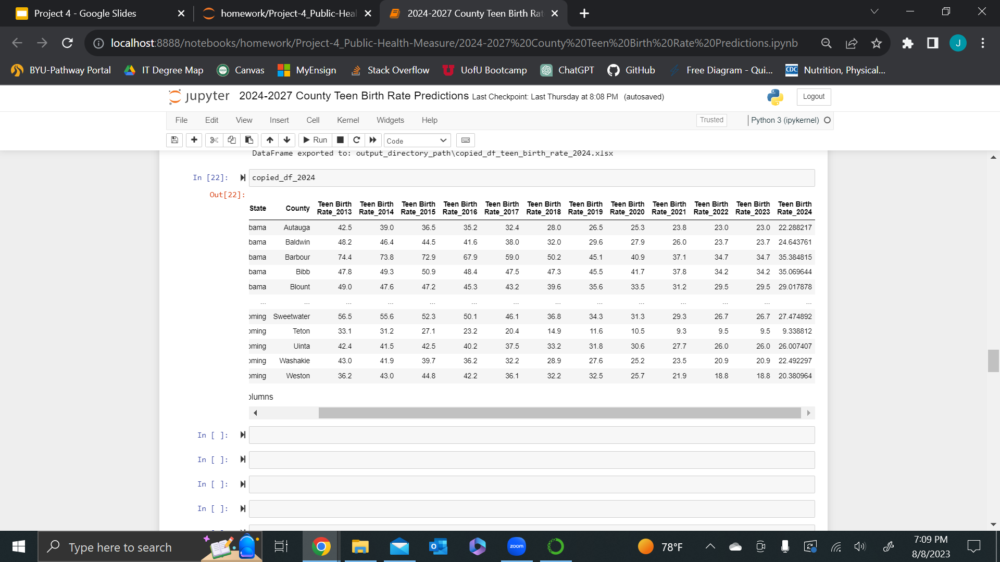 Project 4 - Google Slides
homework/Project-4_Public-Heal
2024-2027 County Teen Birth Rat
localhost:8888/notebooks/homework/Project-4_Public-Health-Measure/2024-2027%20County%20Teen%20Birth%20Rate%20Predictions.ipynb
J
BYU-Pathway Portal IT Degree Map Canvas MyEnsign Stack Overflow UofU Bootcamp ChatGPT GitHub Free Diagram - Qui... CDC Nutrition, Physical...
jupyter 2024-2027 County Teen Birth Rate Predictions Last Checkpoint: Last Thursday at 8:08 PM (autosaved) Logout
File Edit View Insert Cell Kernel Widgets Help Trusted Python 3 (ipykernel)
Run Code
DataFrame exported to: output_directory_path\copied_df_teen_birth_rate_2024.xlsx
In [22]: copied_df_2024
Out[22]:
State County Teen Birth Rate_2013 Teen Birth Rate_2014 Teen Birth Rate_2015 Teen Birth Rate_2016 Teen Birth Rate_2017 Teen Birth Rate_2018 Teen Birth Rate_2019 Teen Birth Rate_2020 Teen Birth Rate_2021 Teen Birth Rate_2022 Teen Birth Rate_2023 Teen Birth Rate_2024
bama Autauga 42.5 39.0 36.5 35.2 32.4 28.0 26.5 25.3 23.8 23.0 23.0 22.288217
bama Baldwin 48.2 46.4 44.5 41.6 38.0 32.0 29.6 27.9 26.0 23.7 23.7 24.643761
bama Barbour 74.4 73.8 72.9 67.9 59.0 50.2 45.1 40.9 37.1 34.7 34.7 35.384815
bama Bibb 47.8 49.3 50.9 48.4 47.5 47.3 45.5 41.7 37.8 34.2 34.2 35.069644
bama Blount 49.0 47.6 47.2 45.3 43.2 39.6 35.6 33.5 31.2 29.5 29.5 29.017878
... ... ... ... ... ... ... ... ... ... ... ... ... ...
oming Sweetwater 56.5 55.6 52.3 50.1 46.1 36.8 34.3 31.3 29.3 26.7 26.7 27.474892
oming Teton 33.1 31.2 27.1 23.2 20.4 14.9 11.6 10.5 9.3 9.5 9.5 9.338812
oming Uinta 42.4 41.5 42.5 40.2 37.5 33.2 31.8 30.6 27.7 26.0 26.0 26.007407
oming Washakie 43.0 41.9 39.7 36.2 32.2 28.9 27.6 25.2 23.5 20.9 20.9 22.492297
oming Weston 36.2 43.0 44.8 42.2 36.1 32.2 32.5 25.7 21.9 18.8 18.8 20.380964
olumns
In [ ]:
In [ ]:
In [ ]:
In [ ]:
Type here to search
zoom
78°F
7:09 PM
8/8/2023